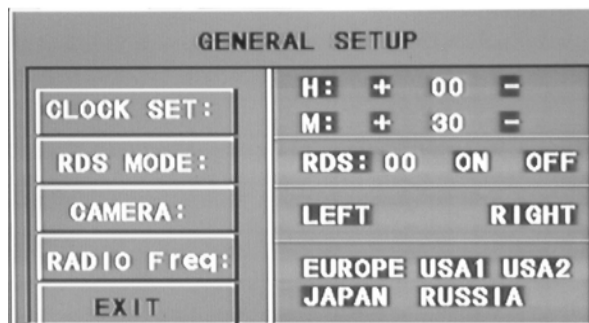 GENERAL SETUP
CLOCK SET:
H: + 00 -
M: + 30 -
RDS MODE:
RDS: 00 ON OFF
CAMERA:
LEFT RIGHT
RADIO Freq:
EUROPE USA1 USA2
JAPAN RUSSIA
EXIT